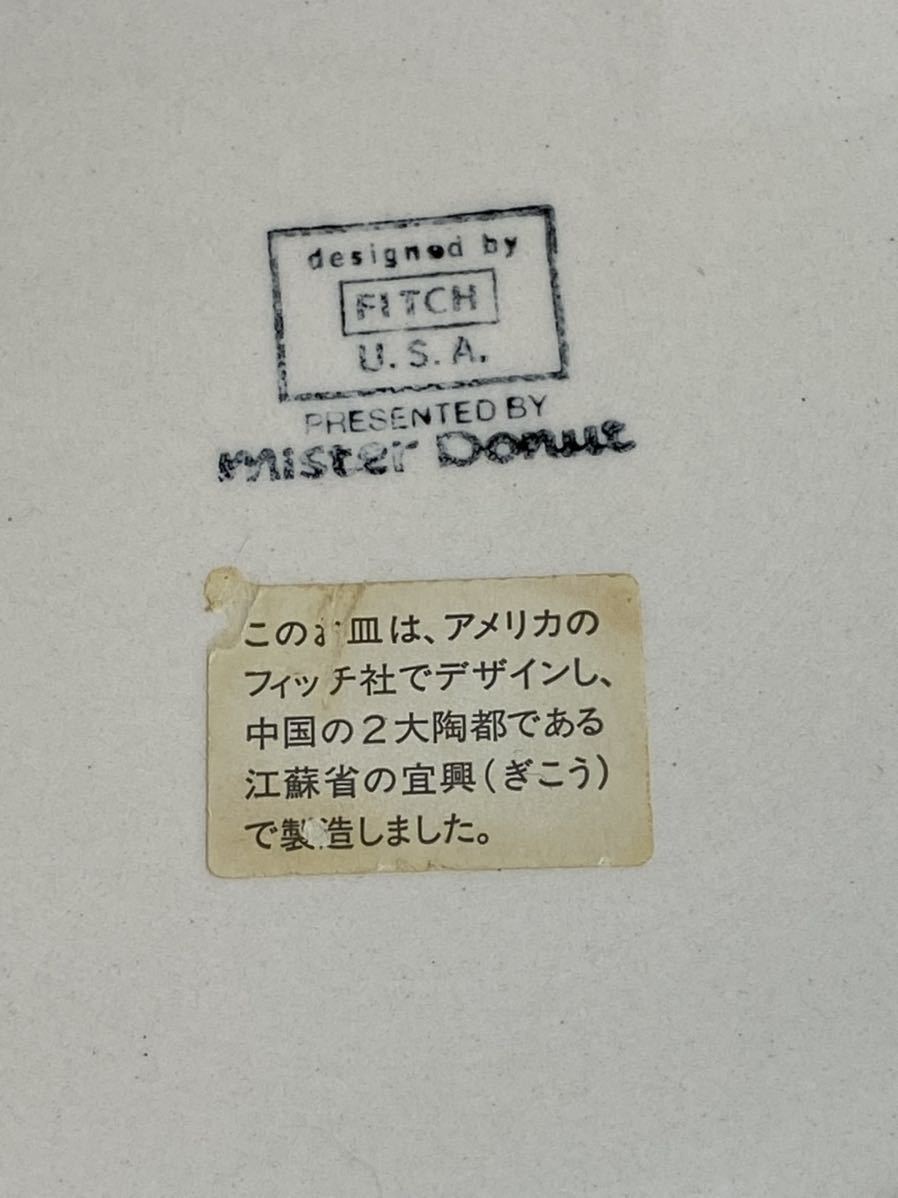 designed by
FITCH
U.S.A.
PRESENTED BY
mister Donut
このお皿は、アメリカの
フィッチ社でデザインし、
中国の2大陶都である
江蘇省の宜興(ぎこう)
で製造しました。